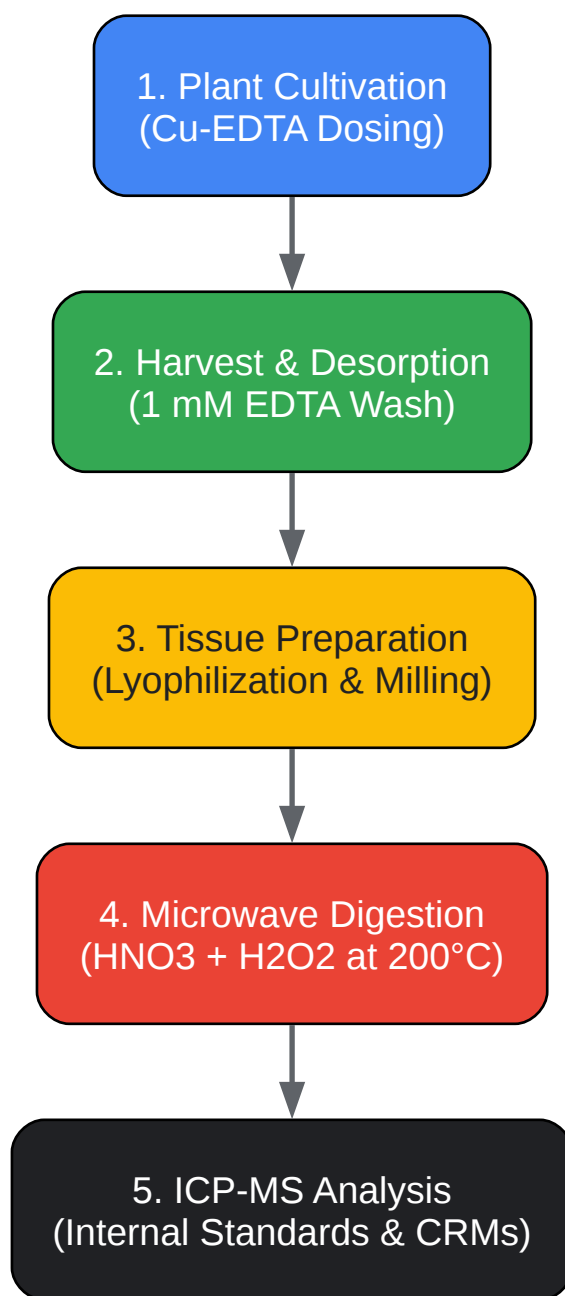 1. Plant Cultivation
(Cu-EDTA Dosing)
2. Harvest & Desorption
(1 mM EDTA Wash)
3. Tissue Preparation
(Lyophilization & Milling)
4. Microwave Digestion
(HNO3 + H2O2 at 200°C)
5. ICP-MS Analysis
(Internal Standards & CRMs)